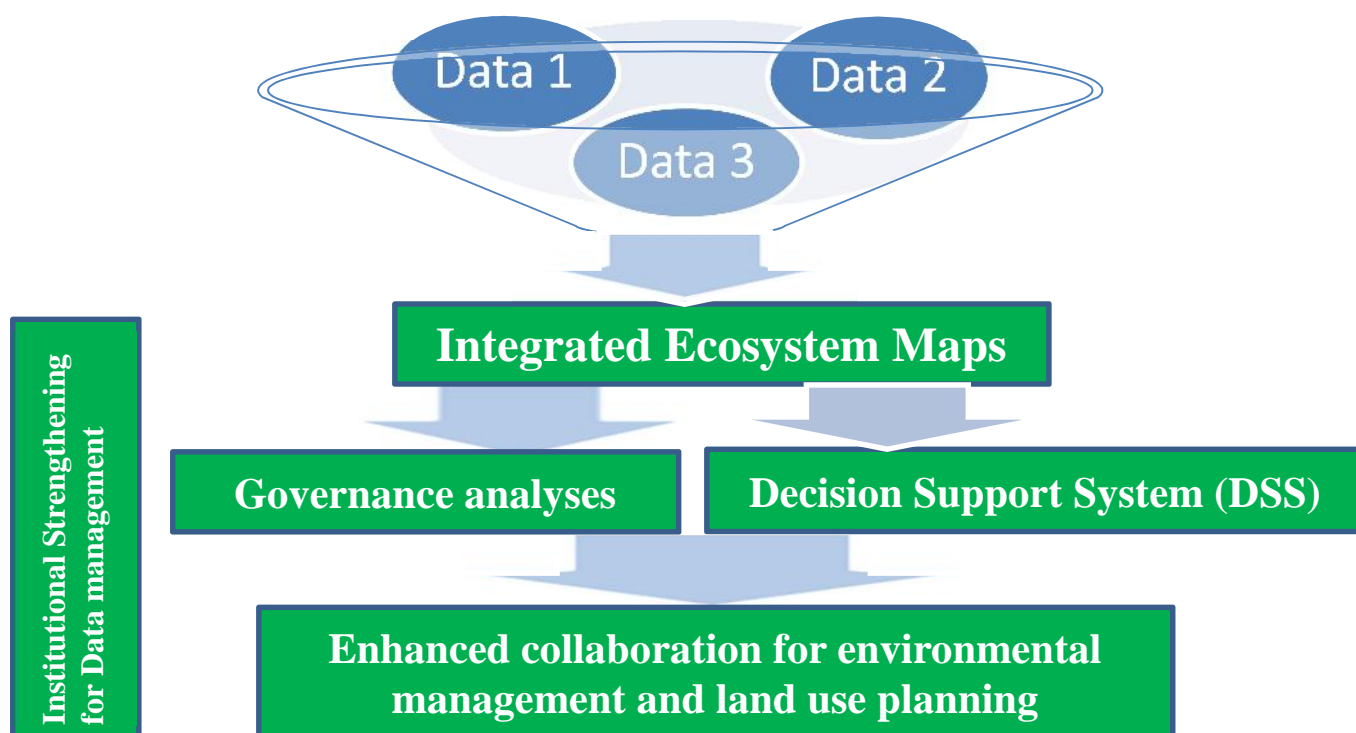 Data 1
Data 2
Data 3
Integrated Ecosystem Maps
Governance analyses
Decision Support System (DSS)
Enhanced collaboration for environmental
management and land use planning
Institutional Strengthening
for Data management